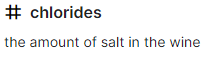 # chlorides
the amount of salt in the wine